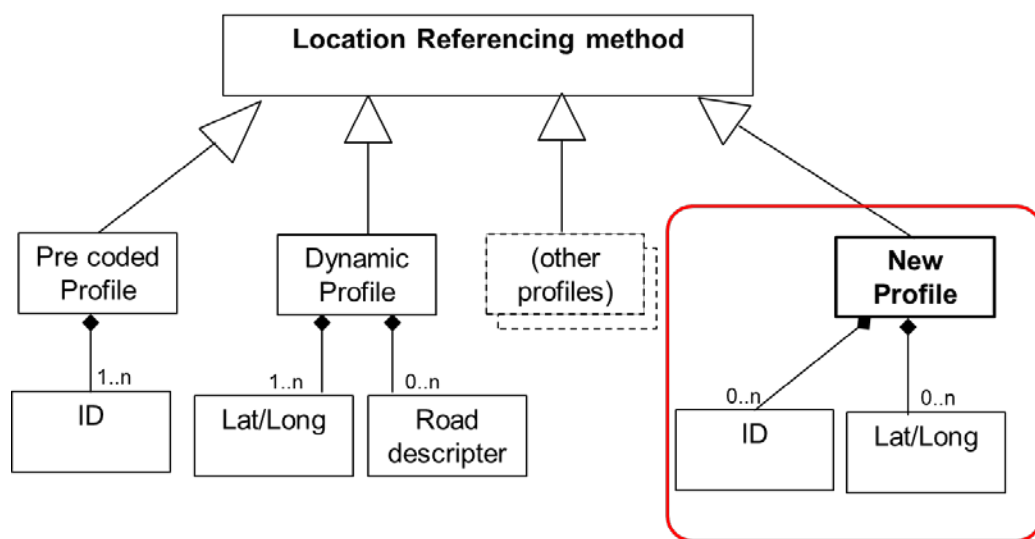 Location Referencing method
Pre coded
Profile
Dynamic
Profile
(other
profiles)
New
Profile
1..n
1..n
0..n
0..n
0..n
ID
Lat/Long
Road
descripter
ID
Lat/Long